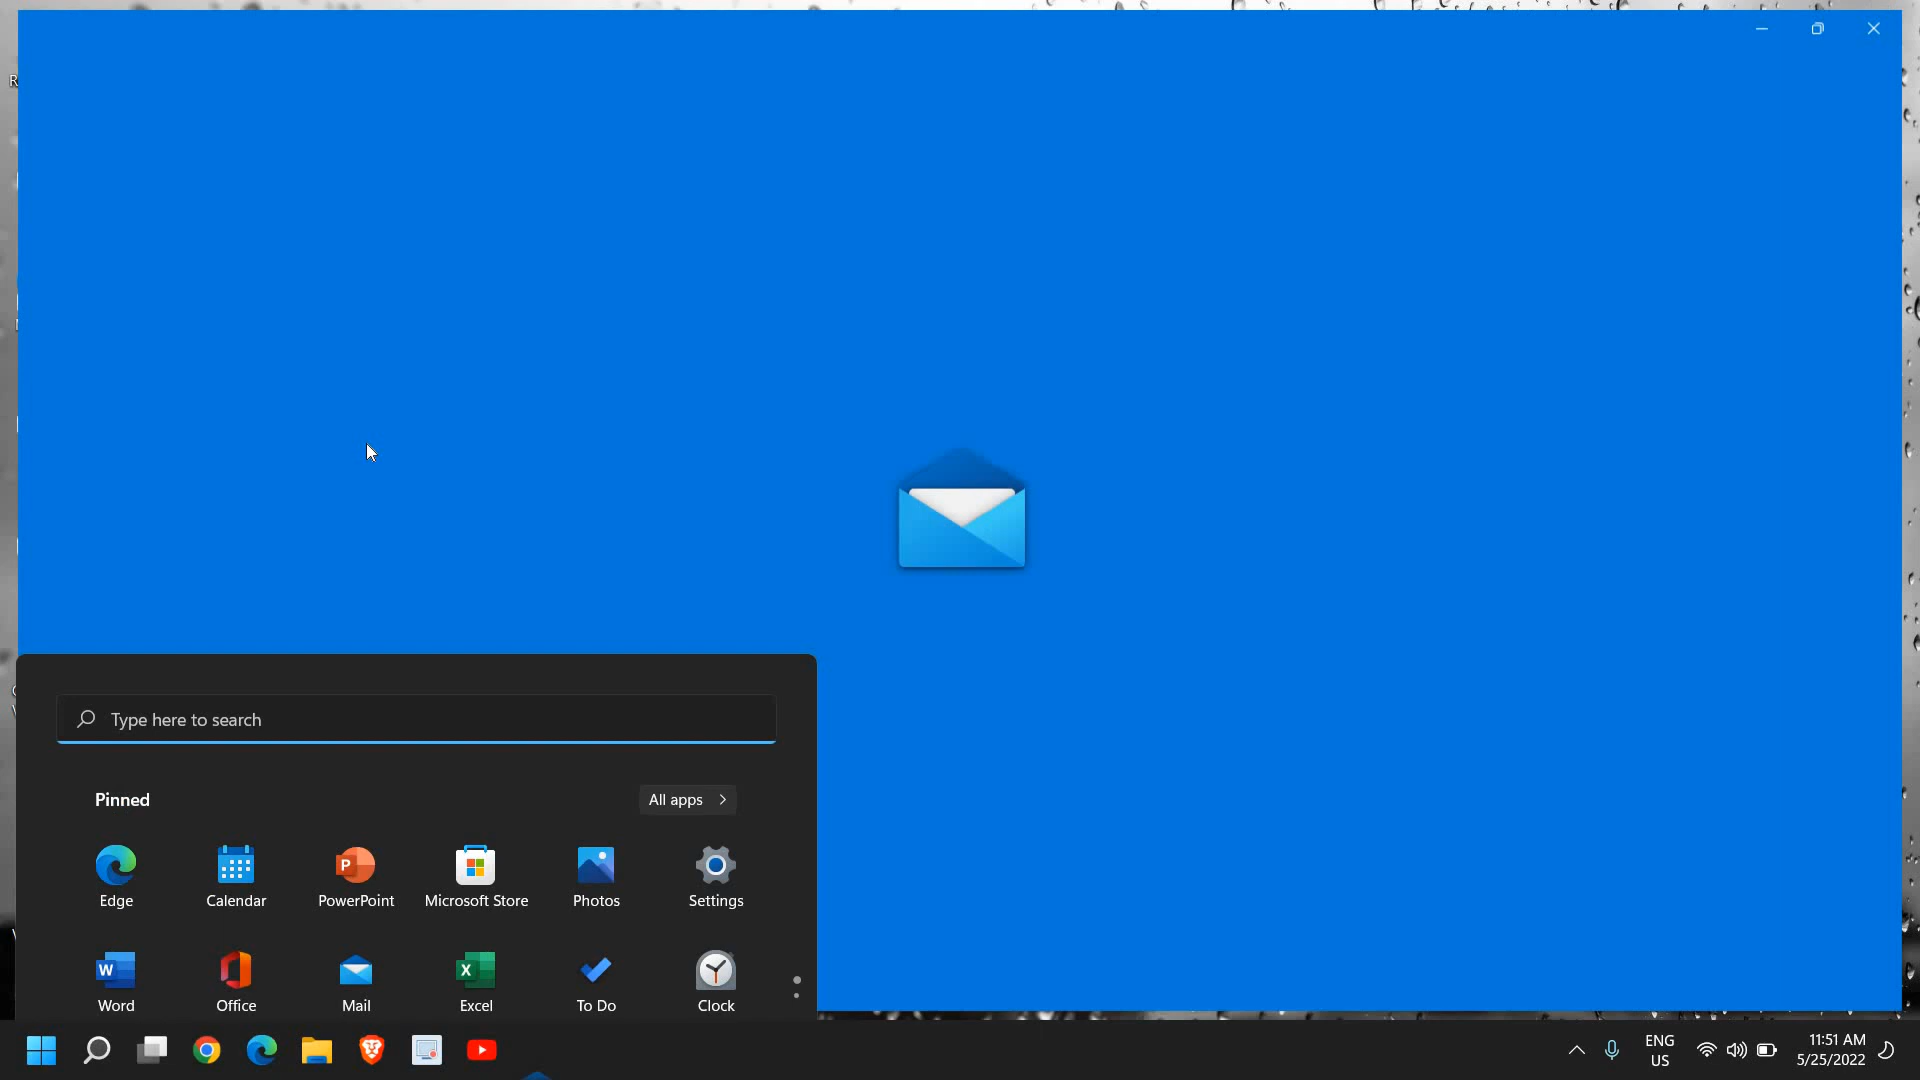 R
Type here to search
Pinned
All apps
Edge
Calendar
PowerPoint
Microsoft Store
Photos
Settings
Word
Office
Mail
Excel
To Do
Clock
ENG
US
11:51 AM
5/25/2022